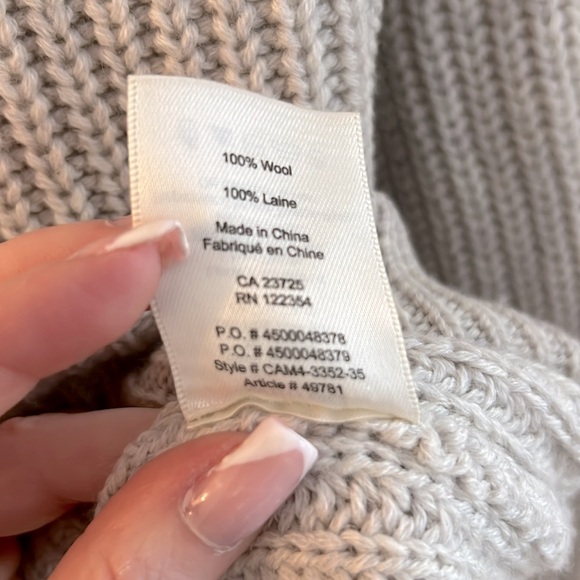 100% Wool
100% Laine
Made in China
Fabriqué en Chine
CA 23725
RN 122354
P.O. # 4500048378
P.O. # 4500048379
Style # CAM4-3352-35
Article # 49781